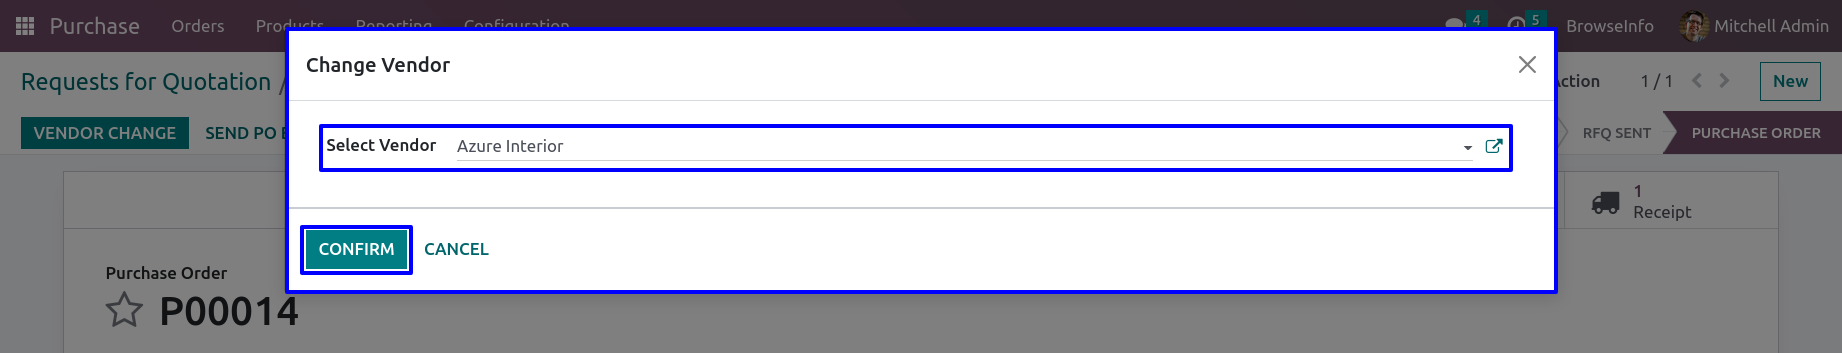 Purchase Orders Products Reporting Configuration 4 5 BrowseInfo Mitchell Admin
Change Vendor
Requests for Quotation / Action 1 / 1 New
VENDOR CHANGE SEND PO Select Vendor Azure Interior RFQ SENT PURCHASE ORDER
1
Receipt
CONFIRM CANCEL
Purchase Order
P00014